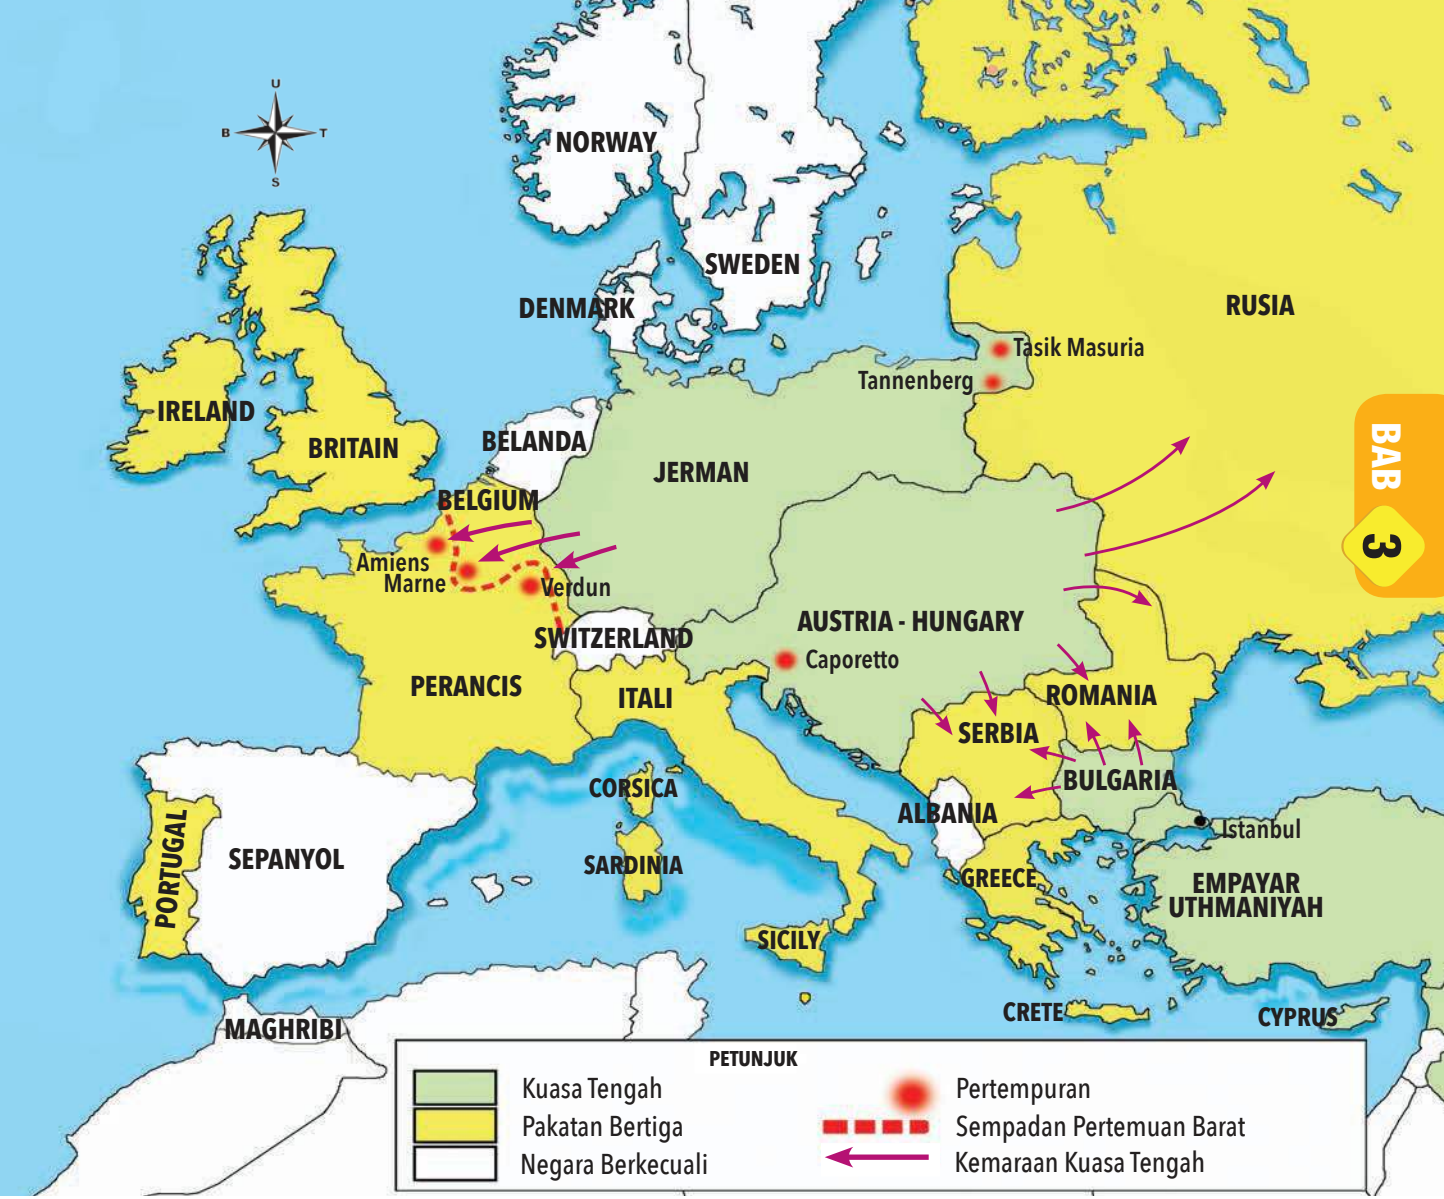 U
B
T
S
NORWAY
SWEDEN
DENMARK
RUSIA
Tasik Masuria
Tannenberg
IRELAND
BRITAIN
BELANDA
JERMAN
BAB
3
BELGIUM
Amiens
Marne
Verdun
SWITZERLAND
AUSTRIA - HUNGARY
Caporetto
PERANCIS
ITALI
ROMANIA
SERBIA
CORSICA
BULGARIA
ALBANIA
Istanbul
PORTUGAL
SEPANYOL
SARDINIA
GREECE
EMPAYAR
UTHMANIYAH
SICILY
CRETE
CYPRUS
MAGHRIBI
PETUNJUK
Kuasa Tengah
Pertempuran
Pakatan Bertiga
Sempadan Pertemuan Barat
Negara Berkecuali
Kemaraan Kuasa Tengah